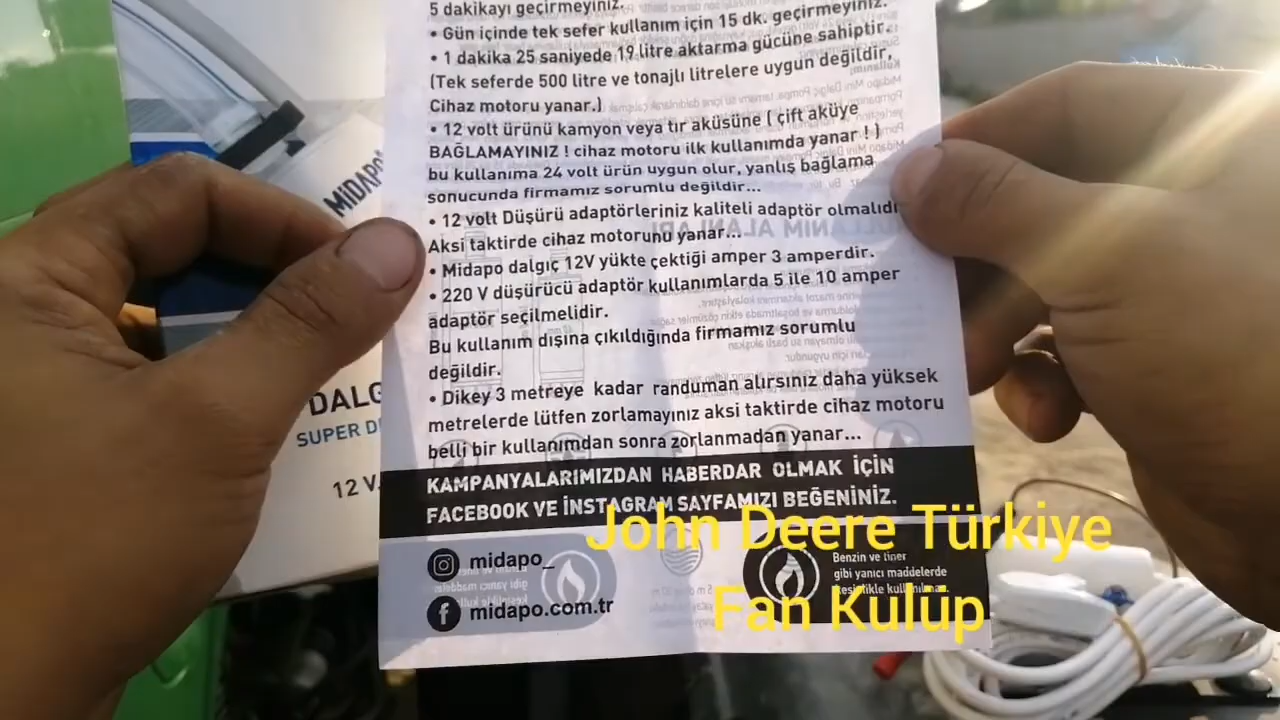 5 dakikayı geçirmeyiniz.
• Gün içinde tek sefer kullanım için 15 dk. geçirmeyiniz.
• 1 dakika 25 saniyede 19 litre aktarma gücüne sahiptir.
(Tek seferde 500 litre ve tonajlı litrelere uygun değildir,
Cihaz motoru yanar.)
• 12 volt ürünü kamyon veya tır aküsüne ( çift aküye
BAĞLAMAYINIZ ! cihaz motoru ilk kullanımda yanar ! )
bu kullanıma 24 volt ürün uygun olur, yanlış bağlama
sonucunda firmamız sorumlu değildir...
• 12 volt Düşürü adaptörleriniz kaliteli adaptör olmalıdı
Aksi taktirde cihaz motorunu yanar...
• Midapo dalgıç 12V yükte çektiği amper 3 amperdir.
• 220 V düşürücü adaptör kullanımlarda 5 ile 10 amper
adaptör seçilmelidir.
Bu kullanım dışına çıkıldığında firmamız sorumlu
değildir.
• Dikey 3 metreye kadar randuman alırsınız daha yüksek
metrelerde lütfen zorlamayınız aksi taktirde cihaz motoru
belli bir kullanımdan sonra zorlanmadan yanar...
KAMPANYALARIMIZDAN HABERDAR OLMAK İÇİN
FACEBOOK VE İNSTAGRAM SAYFAMIZI BEĞENİNİZ.
midapo_
midapo.com.tr
Benzin ve tiner
gibi yanıcı maddelerde
John Deere Türkiye
Fan Kulüp
MIDAPO
DALG
SUPER D
12 V.